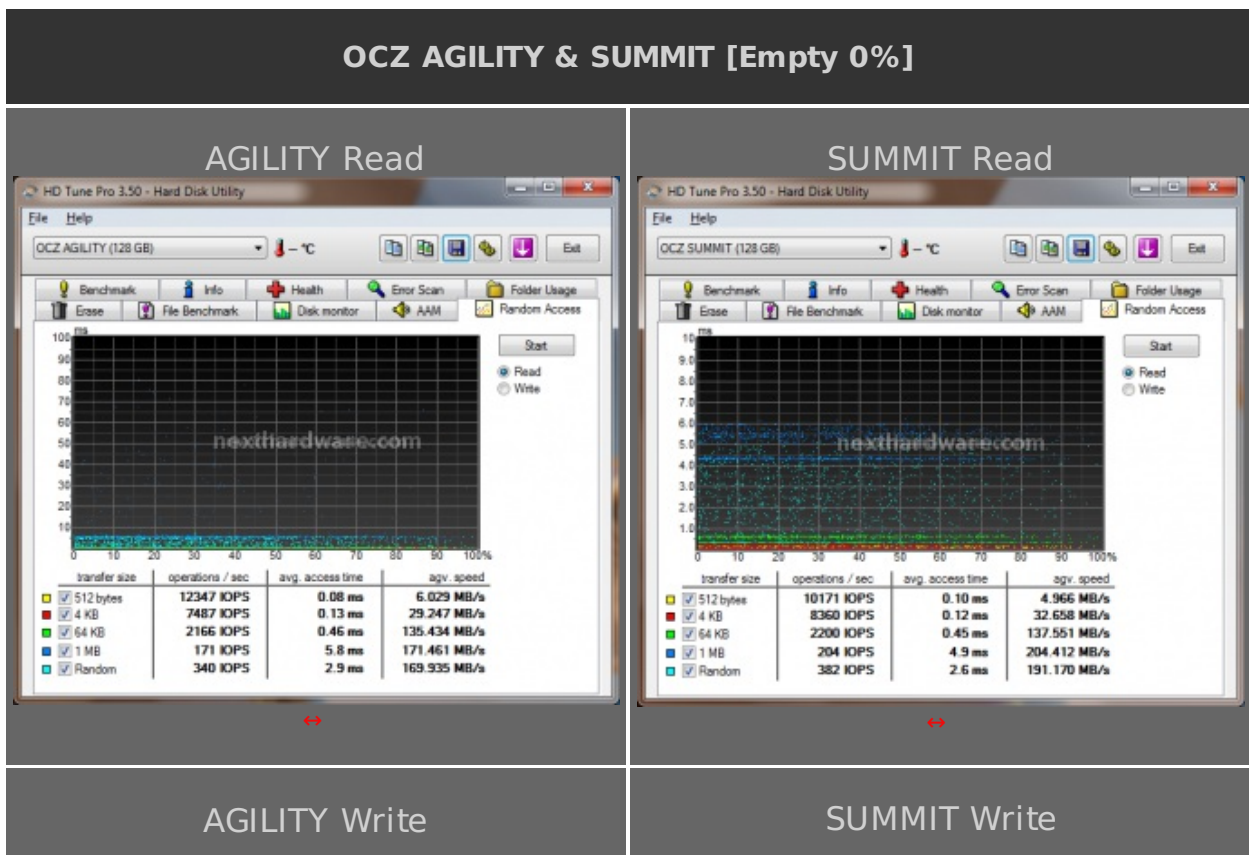 OCZ AGILITY & SUMMIT [Empty 0%]
AGILITY Read
HD Tune Pro 3.50 - Hard Disk Utility
File Help
OCZ AGILITY (128 GB) – °C Exit
Benchmark Info Health Error Scan Folder Usage
Erase File Benchmark Disk monitor AAM Random Access
ms
100
90
80
70
60
50
40
30
20
10
nexthardware.com
0 10 20 30 40 50 60 70 80 90 100%
Start
Read
Write
transfer size operations / sec avg. access time agv. speed
512 bytes 12347 IOPS 0.08 ms 6.029 MB/s
4 KB 7487 IOPS 0.13 ms 29.247 MB/s
64 KB 2166 IOPS 0.46 ms 135.434 MB/s
1 MB 171 IOPS 5.8 ms 171.461 MB/s
Random 340 IOPS 2.9 ms 169.935 MB/s
↔
SUMMIT Read
HD Tune Pro 3.50 - Hard Disk Utility
File Help
OCZ SUMMIT (128 GB) – °C Exit
Benchmark Info Health Error Scan Folder Usage
Erase File Benchmark Disk monitor AAM Random Access
ms
10
9.0
8.0
7.0
6.0
5.0
4.0
3.0
2.0
1.0
nexthardware.com
0 10 20 30 40 50 60 70 80 90 100%
Start
Read
Write
transfer size operations / sec avg. access time agv. speed
512 bytes 10171 IOPS 0.10 ms 4.966 MB/s
4 KB 8360 IOPS 0.12 ms 32.658 MB/s
64 KB 2200 IOPS 0.45 ms 137.551 MB/s
1 MB 204 IOPS 4.9 ms 204.412 MB/s
Random 382 IOPS 2.6 ms 191.170 MB/s
↔
AGILITY Write
SUMMIT Write